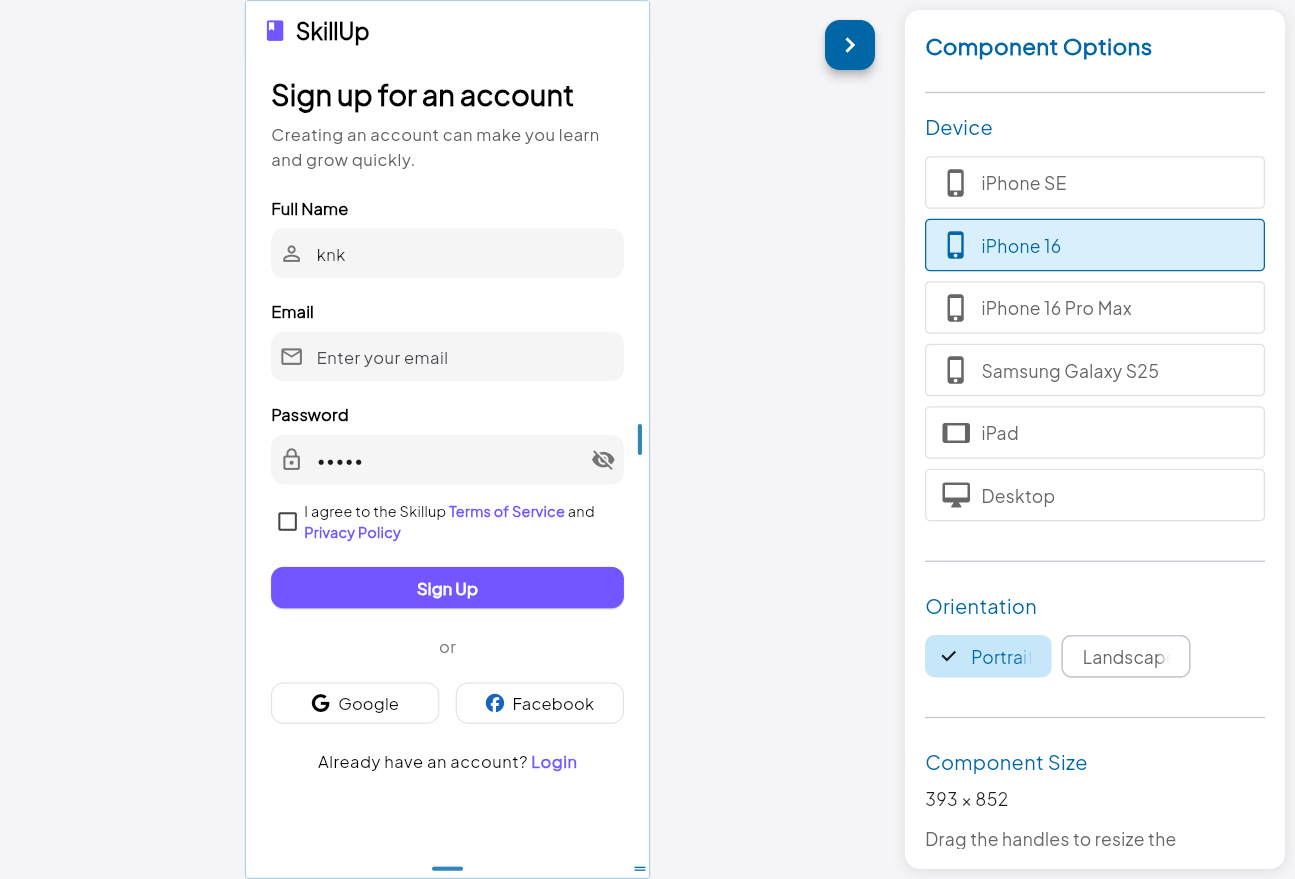 SkillUp
Sign up for an account
Creating an account can make you learn
and grow quickly.
Full Name
knk
Email
Enter your email
Password
•••••
I agree to the Skillup Terms of Service and
Privacy Policy
Sign Up
or
Google
Facebook
Already have an account? Login
Component Options
Device
iPhone SE
iPhone 16
iPhone 16 Pro Max
Samsung Galaxy S25
iPad
Desktop
Orientation
Portrait
Landscap
Component Size
393 × 852
Drag the handles to resize the